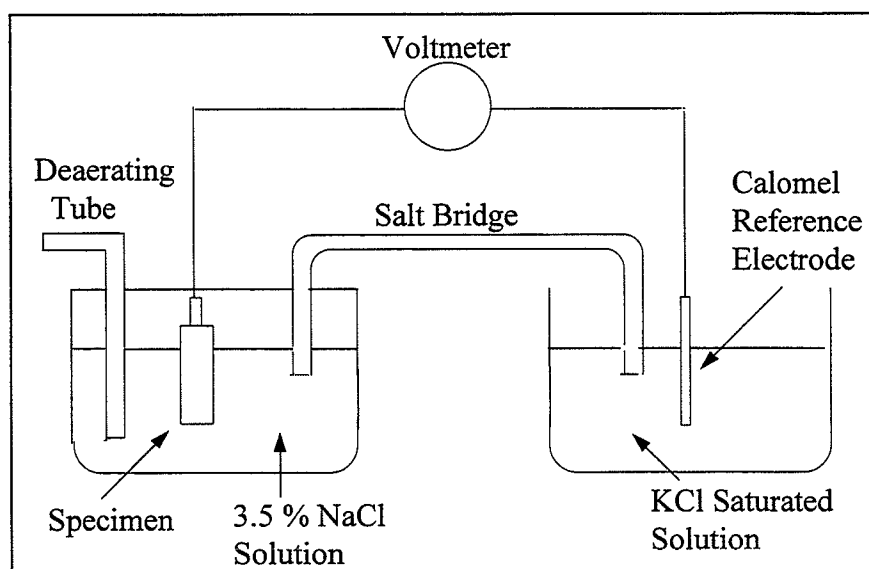 Voltmeter
Deaerating
Tube
Salt Bridge
Calomel
Reference
Electrode
Specimen
3.5 % NaCl
Solution
KCl Saturated
Solution